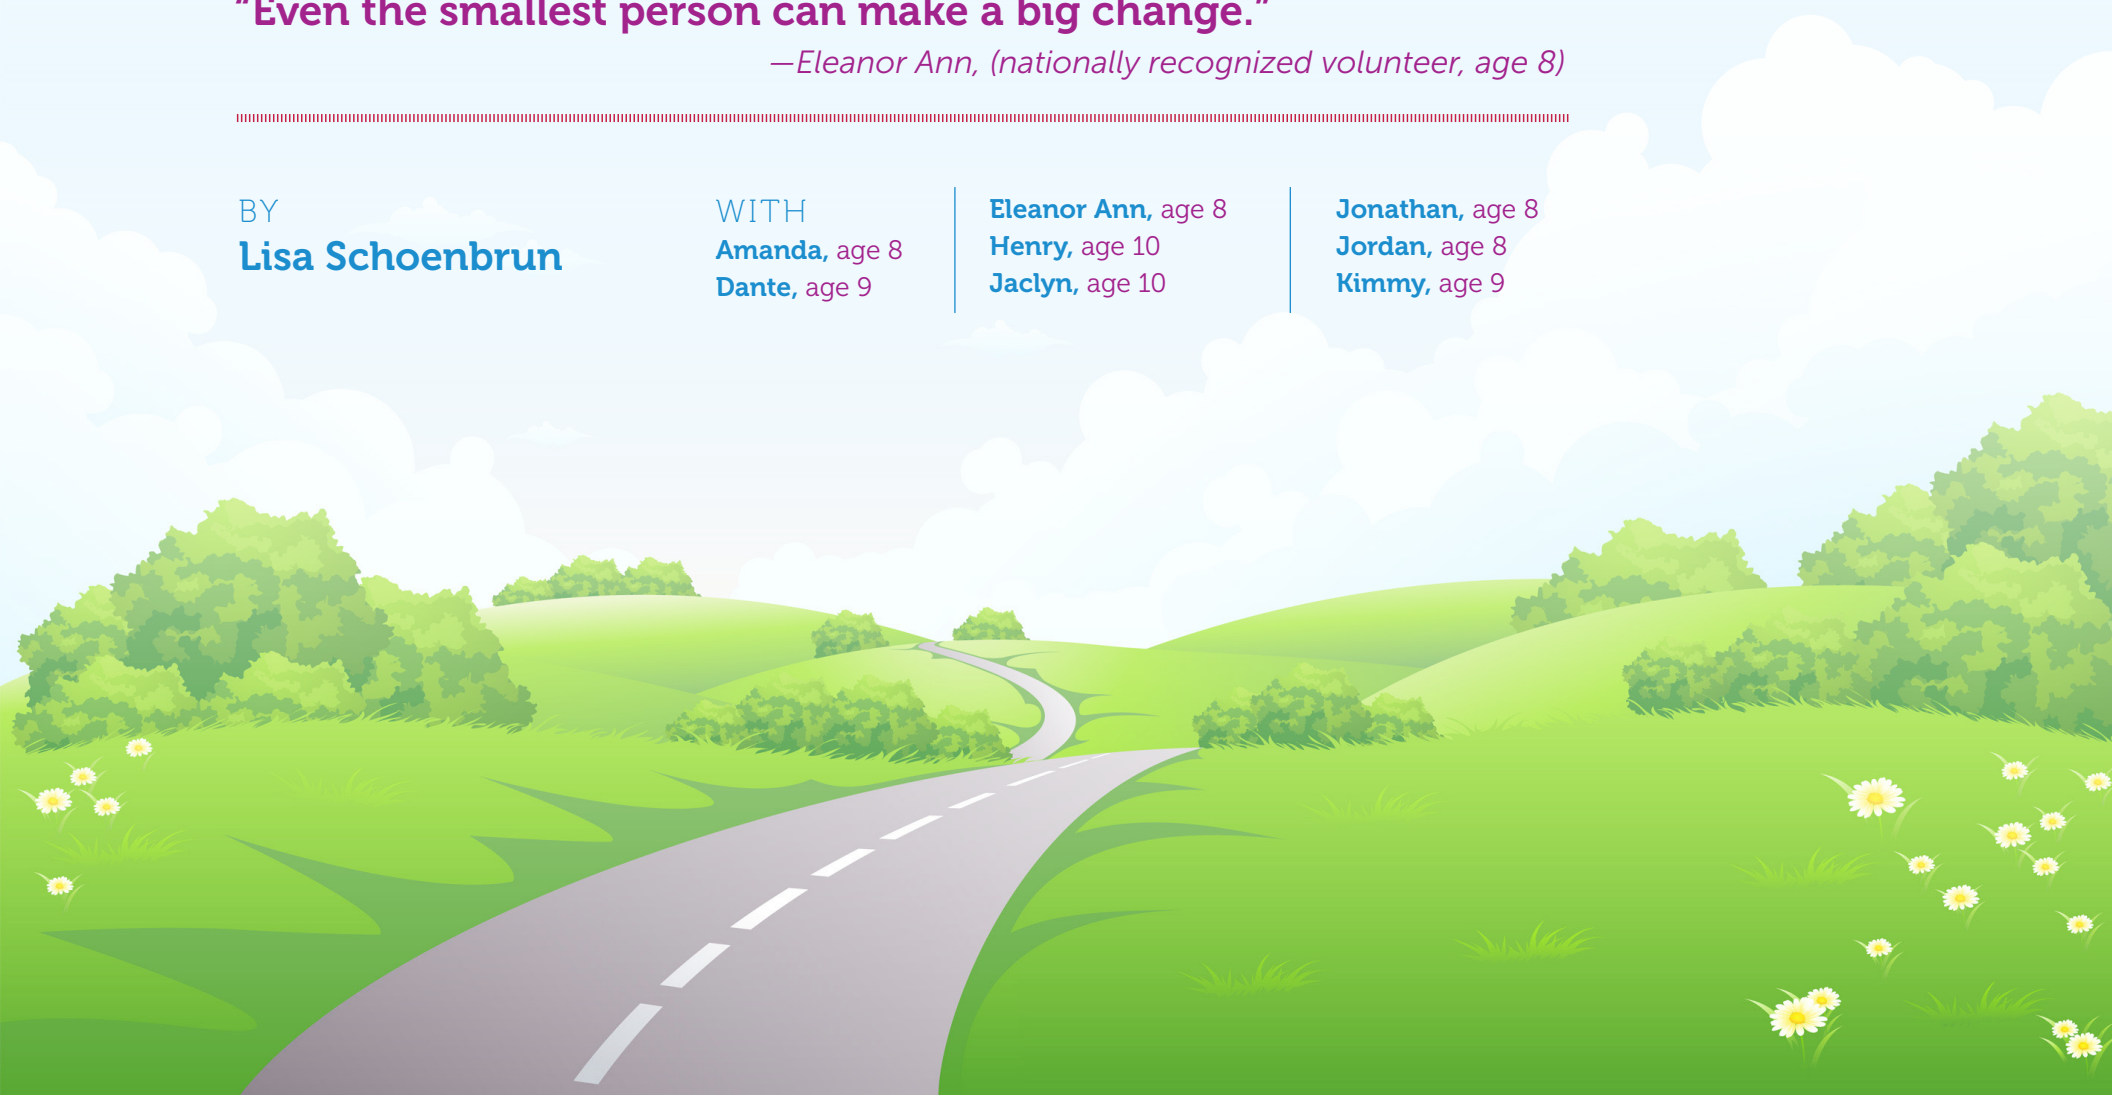 “Even the smallest person can make a big change.”
—Eleanor Ann, (nationally recognized volunteer, age 8)
BY
Lisa Schoenbrun
WITH
Amanda, age 8
Dante, age 9
Eleanor Ann, age 8
Henry, age 10
Jaclyn, age 10
Jonathan, age 8
Jordan, age 8
Kimmy, age 9